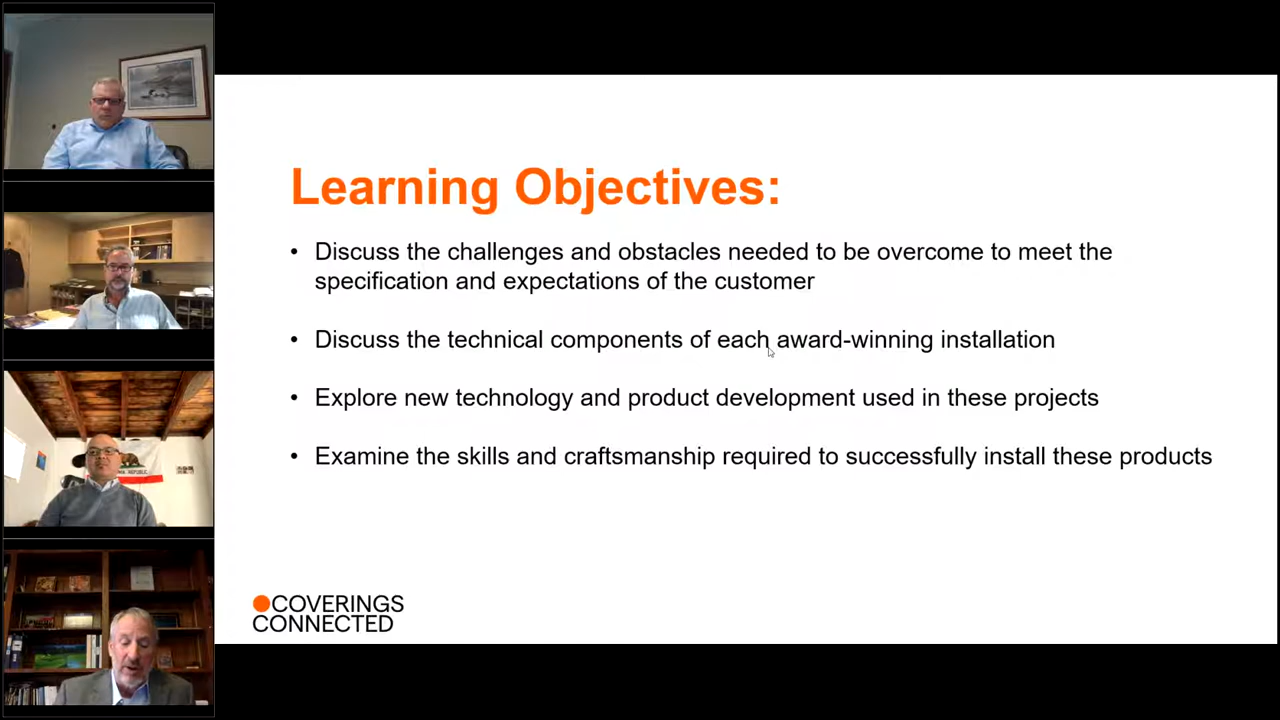 Learning Objectives:
• Discuss the challenges and obstacles needed to be overcome to meet the
specification and expectations of the customer
• Discuss the technical components of each award-winning installation
• Explore new technology and product development used in these projects
• Examine the skills and craftsmanship required to successfully install these products
COVERINGS
CONNECTED